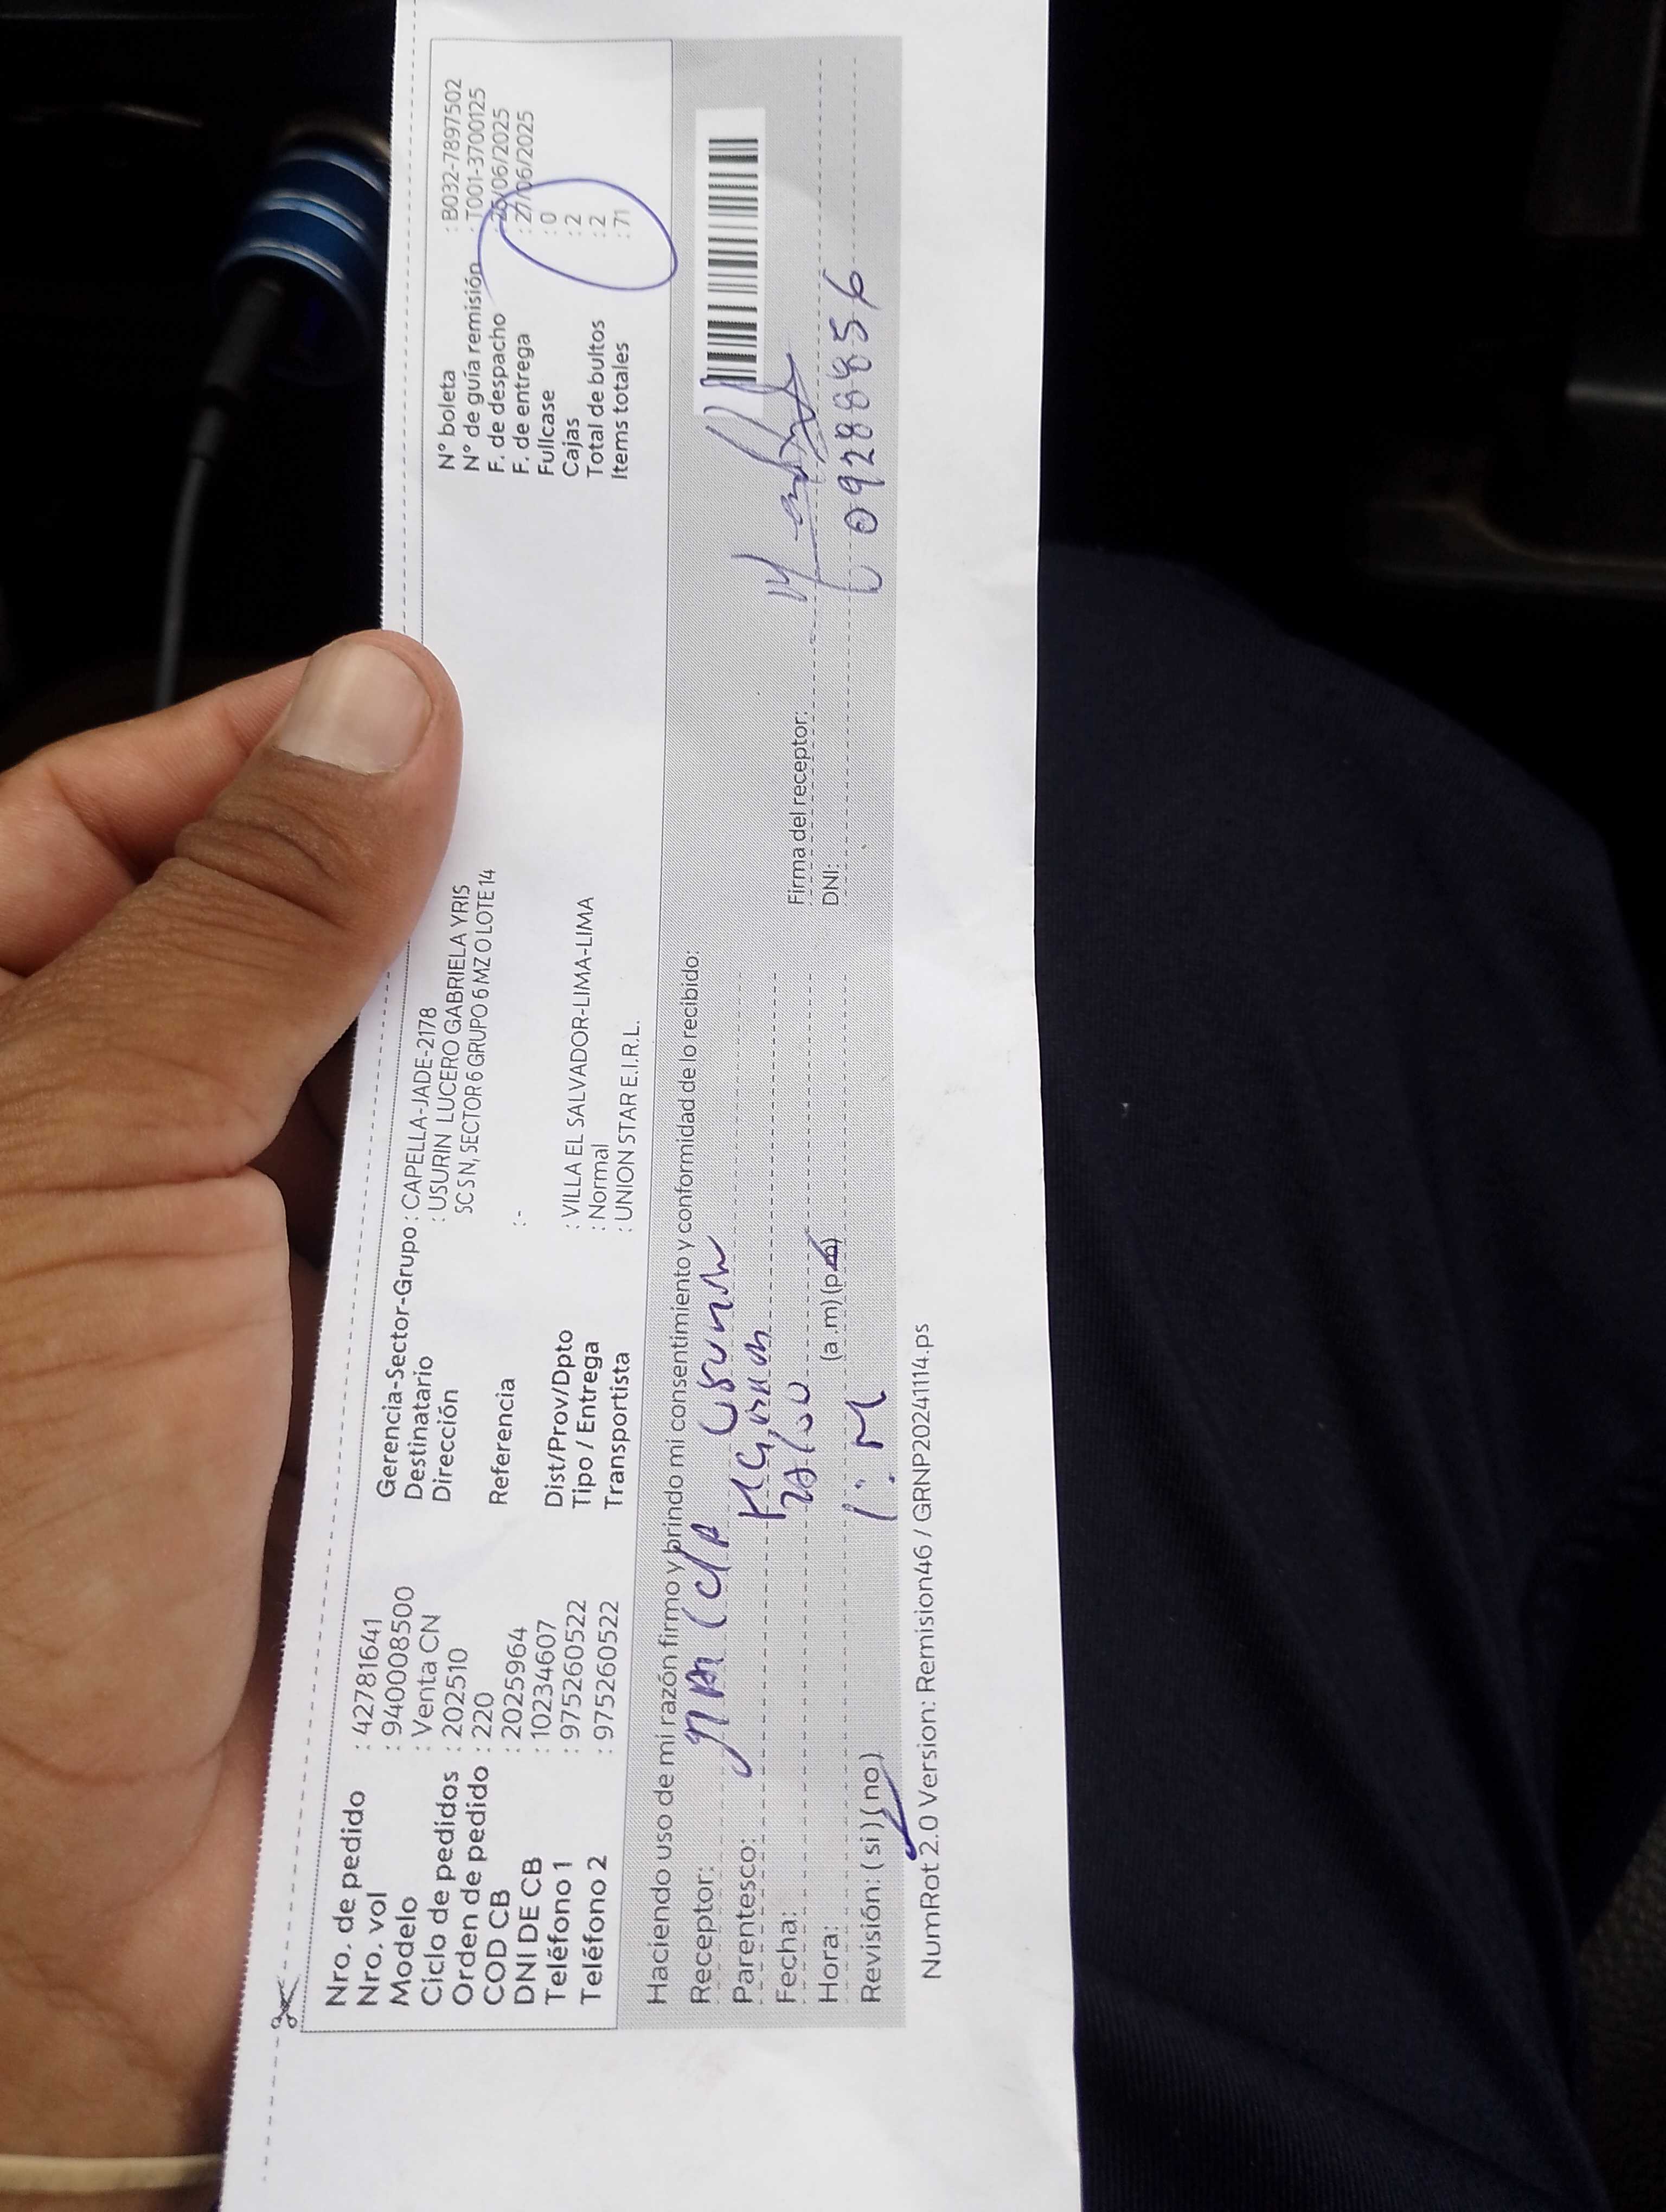 Nro. de pedido : 42781641
Nro. vol : 9400008500
Modelo : Venta CN
Ciclo de pedidos : 202510
Orden de pedido : 220
COD CB : 2025964
DNI DE CB : 10234607
Teléfono 1 : 975260522
Teléfono 2 : 975260522
Gerencia-Sector-Grupo : CAPELLA-JADE-2178
Destinatario : USURIN LUCERO GABRIELA YRIS
Dirección SC S N, SECTOR 6 GRUPO 6 MZ O LOTE 14
Referencia :-
Dist/Prov/Dpto : VILLA EL SALVADOR-LIMA-LIMA
Tipo / Entrega : Normal
Transportista : UNION STAR E.I.R.L.
N° boleta : B032-7897502
N° de guía remisión : T001-3700125
F. de despacho /06/2025
F. de entrega : 27/06/2025
Fullcase : 0
Cajas : 2
Total de bultos : 2
Items totales : 71
Haciendo uso de mi razón firmo y brindo mi consentimiento y conformidad de lo recibido:
Receptor:
Parentesco:
Fecha:
Hora: (a.m) (p
Revisión: ( si ) ( no )
Firma del receptor:
DNI: 09288856
NumRot 2.0 Version: Remision46 / GRNP20241114.ps